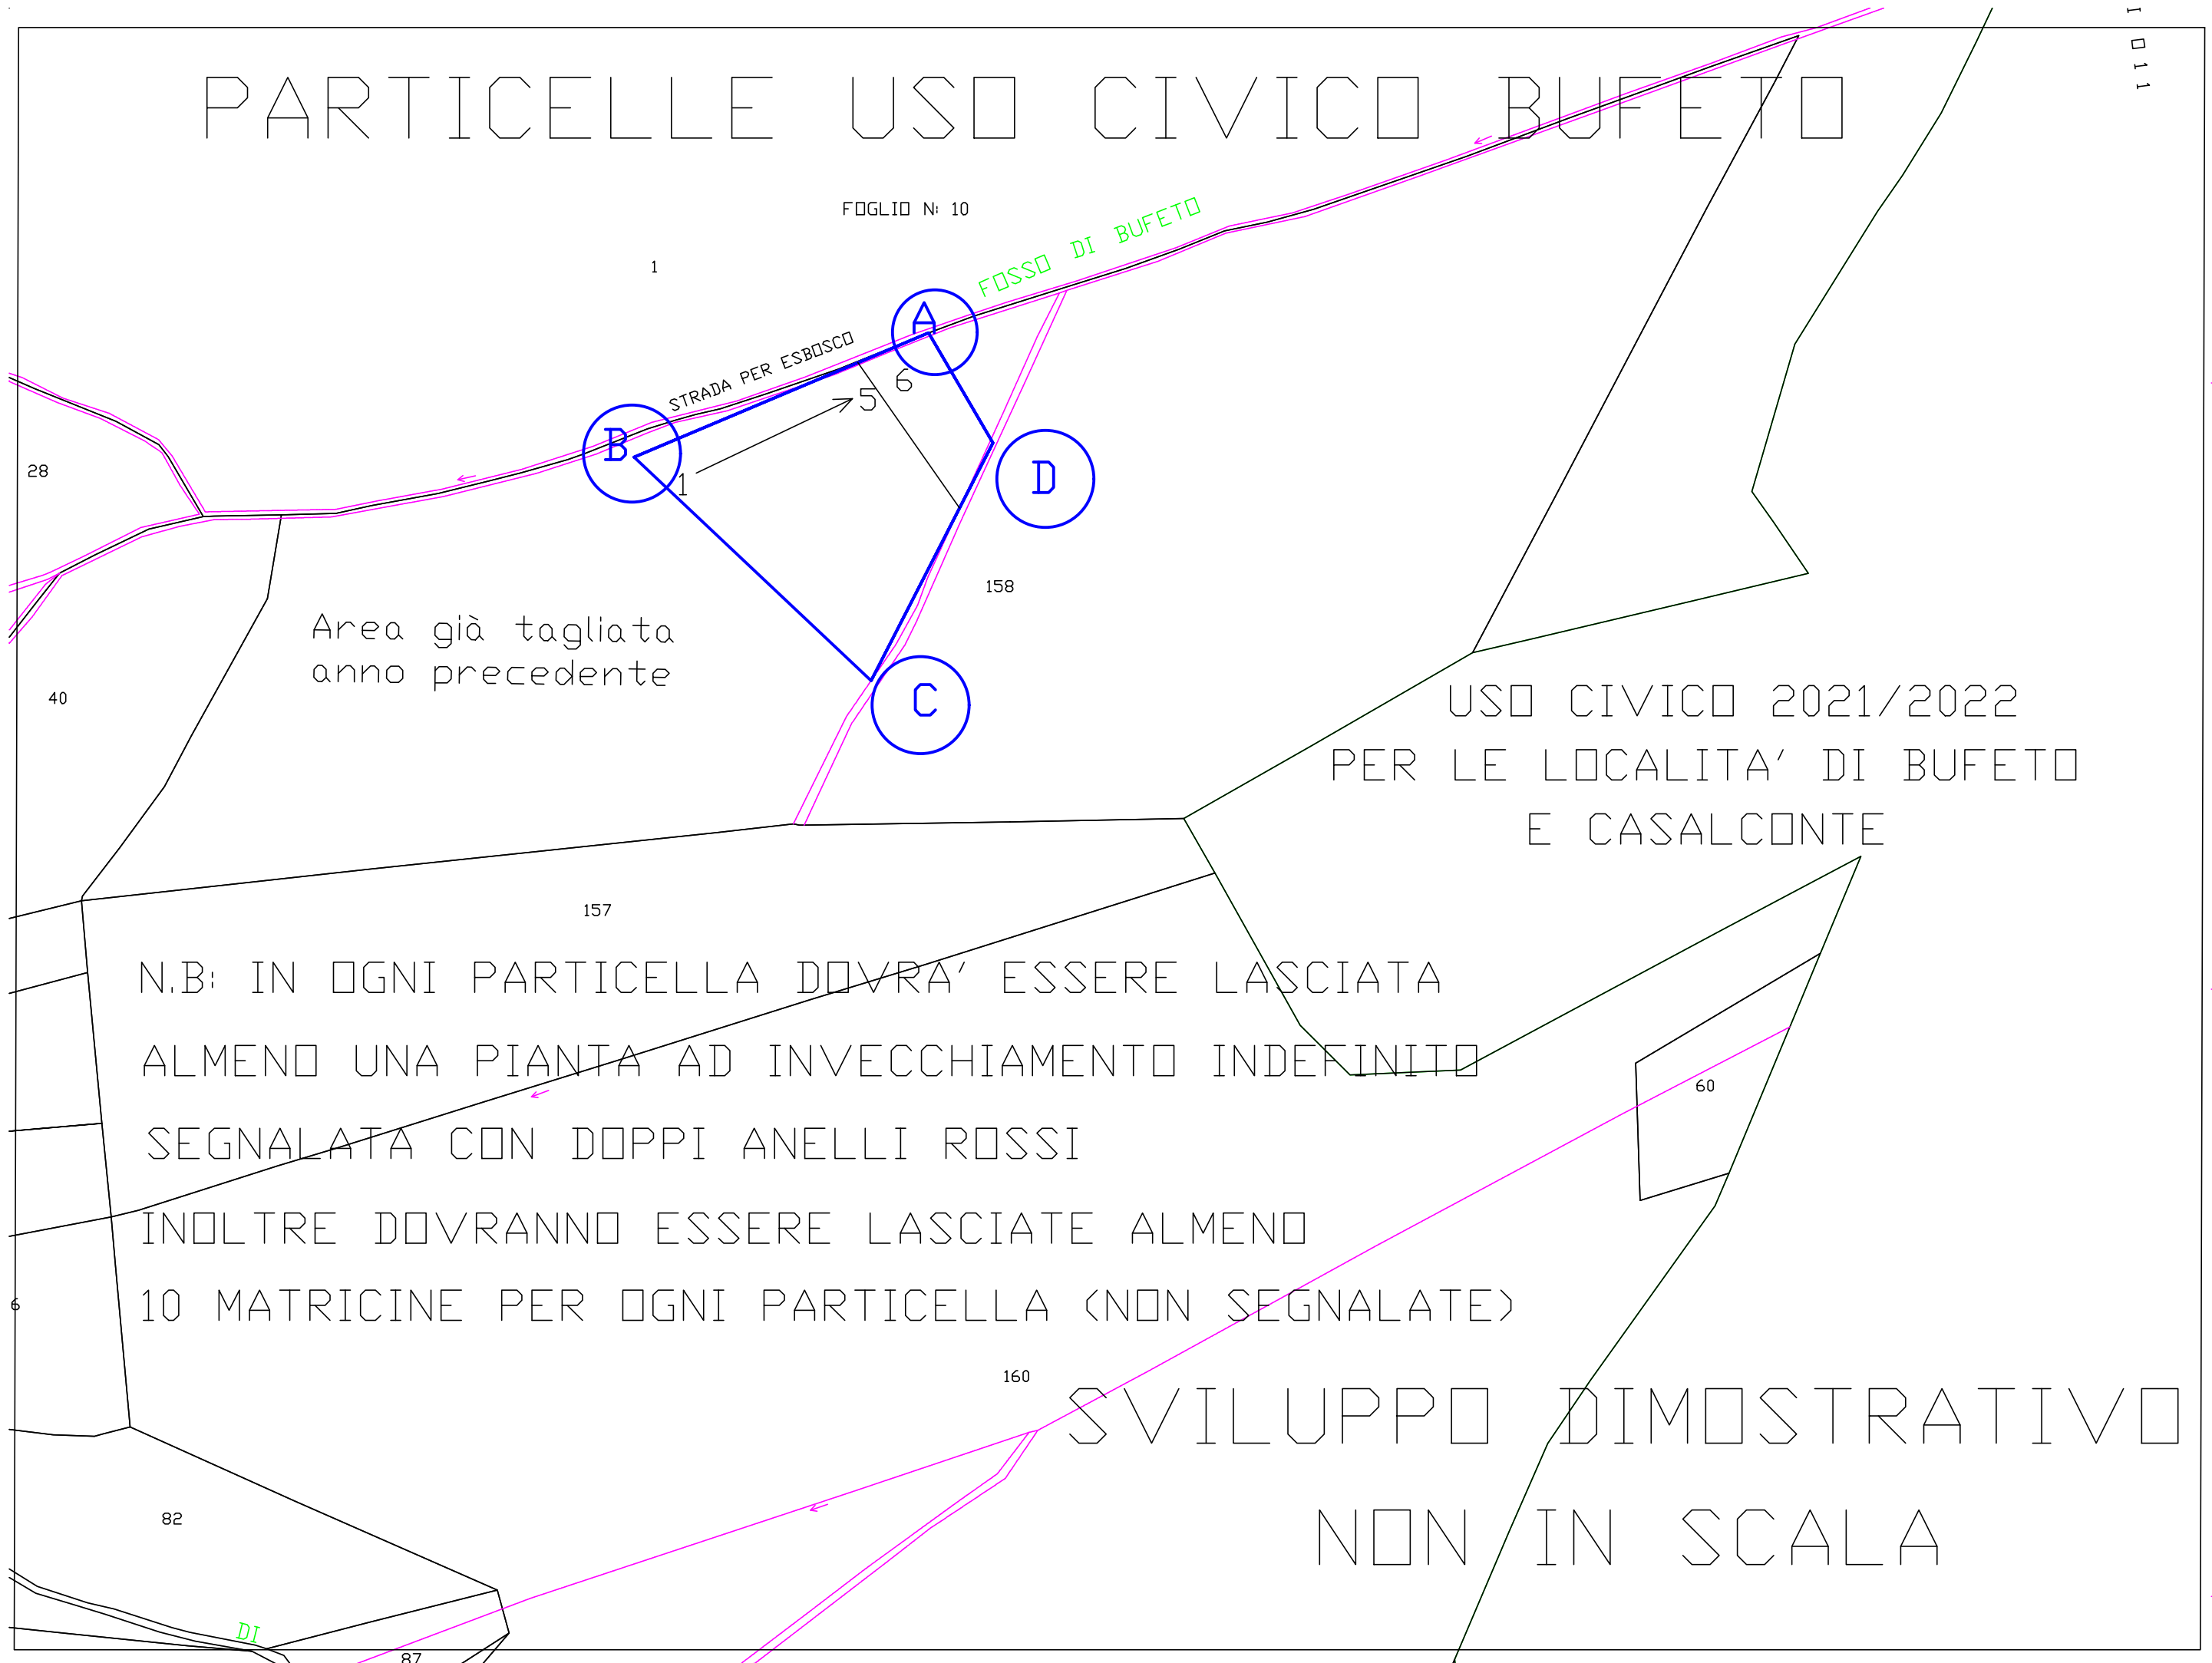 PARTICELLE USO CIVICO BUFETO
FOGLIO N: 10
FOSSO DI BUFETO
1
STRADA PER ESBOSCO
A
6
5
B
1
D
28
158
Area già tagliata
anno precedente
40
C
USO CIVICO 2021/2022
PER LE LOCALITA' DI BUFETO
E CASALCONTE
157
N.B: IN OGNI PARTICELLA DOVRA' ESSERE LASCIATA
ALMENO UNA PIANTA AD INVECCHIAMENTO INDEFINITO
60
SEGNALATA CON DOPPI ANELLI ROSSI
INOLTRE DOVRANNO ESSERE LASCIATE ALMENO
6
10 MATRICINE PER OGNI PARTICELLA (NON SEGNALATE)
160
SVILUPPO DIMOSTRATIVO
NON IN SCALA
82
DI
87